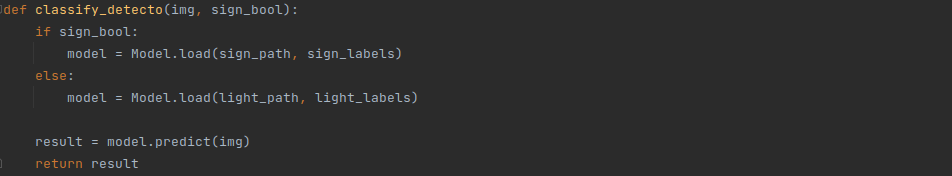 def classify_detecto(img, sign_bool):
    if sign_bool:
        model = Model.load(sign_path, sign_labels)
    else:
        model = Model.load(light_path, light_labels)

    result = model.predict(img)
    return result